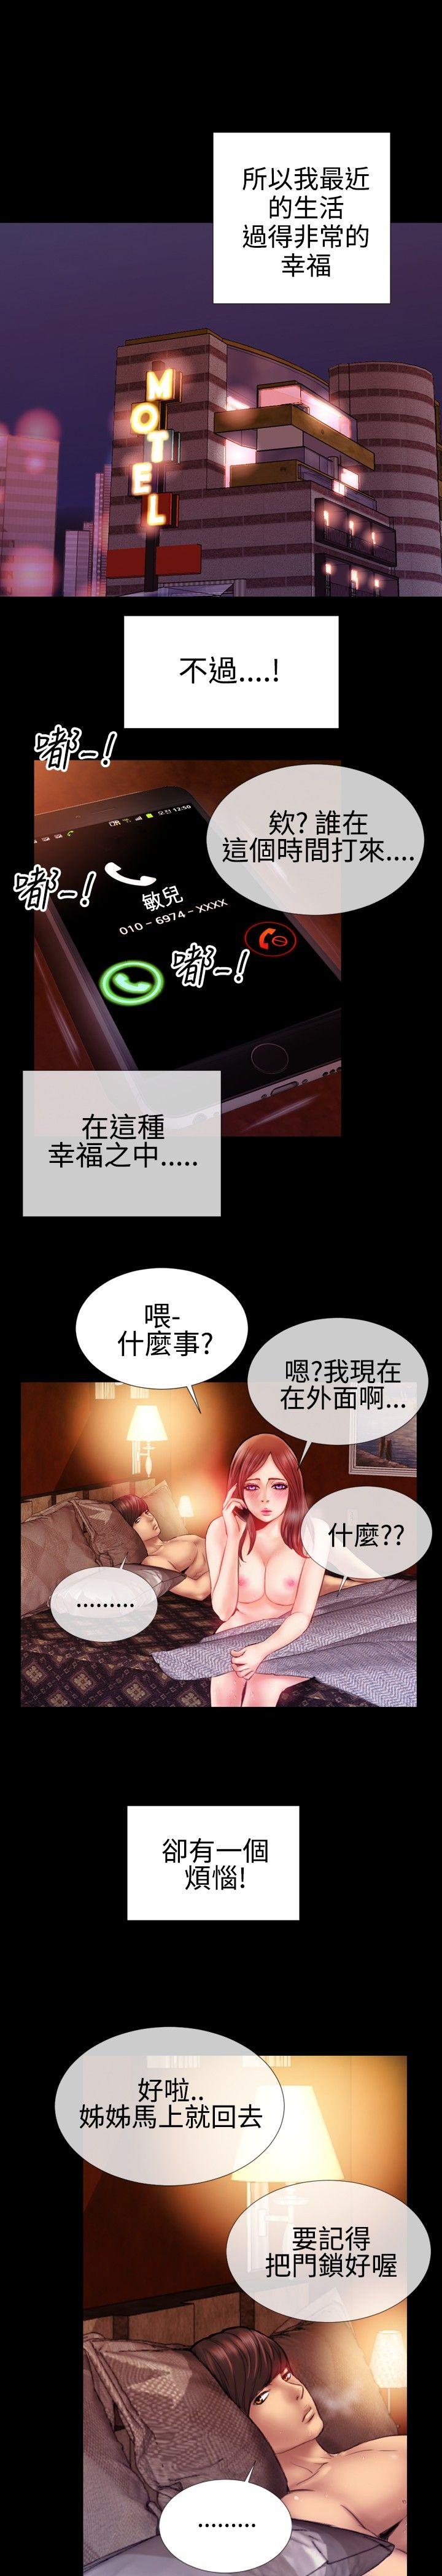 所以我最近
的生活
過得非常的
幸福
MOTEL
不過....!
嘟~!
오전 12:50
欸? 誰在
這個時間打來....
嘟~!
敏兒
010 - 6974 - XXXX
嘟~!
在這種
幸福之中.....
喂-
什麼事?
嗯?我現在
在外面啊...
什麼??
.........
卻有一個
煩惱!
好啦..
姊姊馬上就回去
要記得
把門鎖好喔
.........